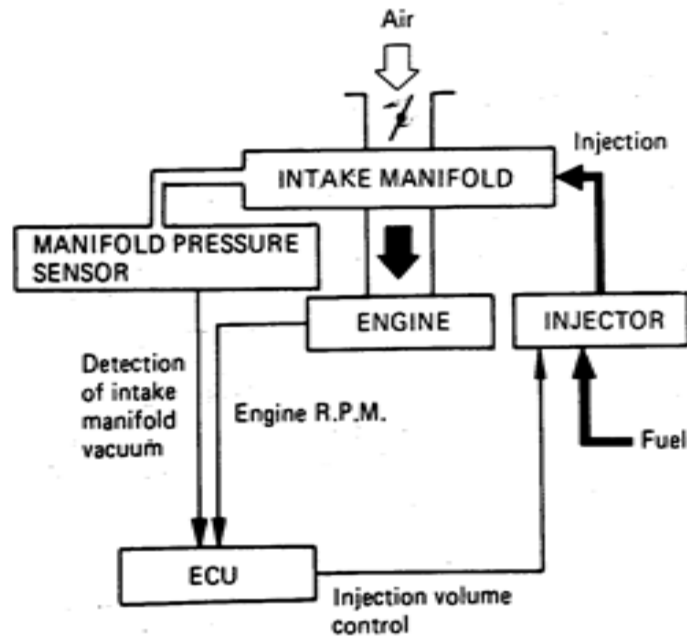 Air
Injection
INTAKE MANIFOLD
MANIFOLD PRESSURE
SENSOR
ENGINE
INJECTOR
Detection
of intake
manifold
vacuum
Engine R.P.M.
Fuel
ECU
Injection volume
control